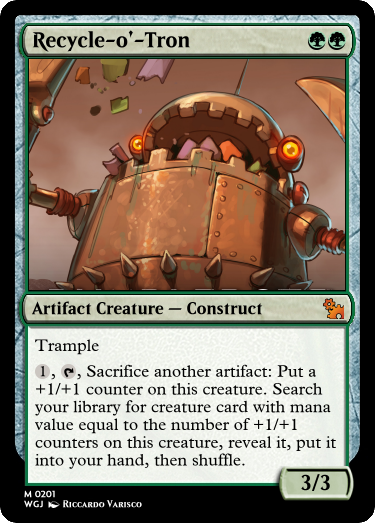 Recycle-o'-Tron
Artifact Creature — Construct
Trample
1, Sacrifice another artifact: Put a
+1/+1 counter on this creature. Search
your library for creature card with mana
value equal to the number of +1/+1
counters on this creature, reveal it, put it
into your hand, then shuffle.
3/3
M 0201
WGJ Riccardo Varisco